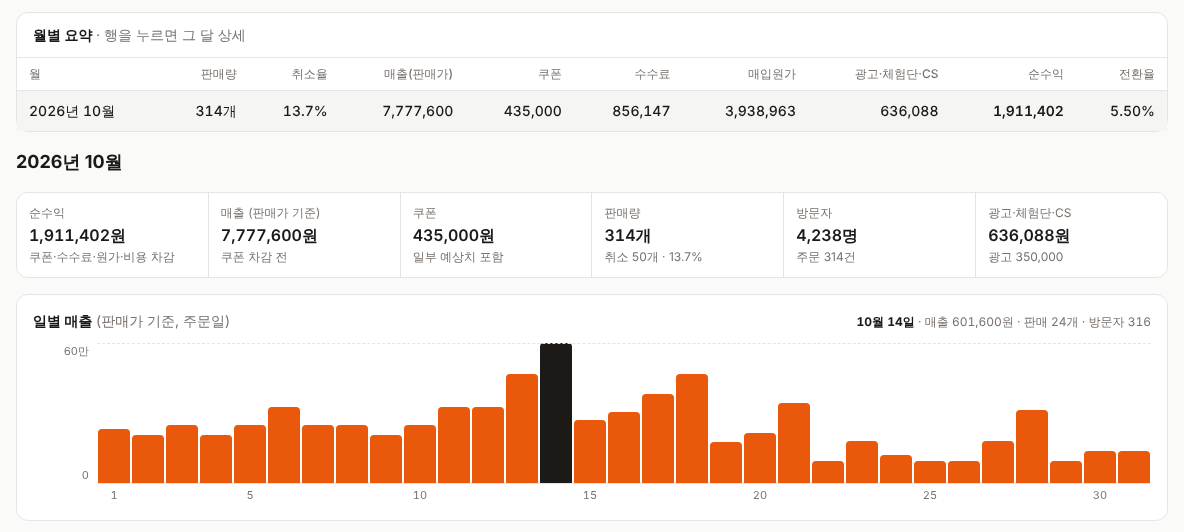 월별 요약 · 행을 누르면 그 달 상세
월 판매량 취소율 매출(판매가) 쿠폰 수수료 매입원가 광고·체험단·CS 순수익 전환율
2026년 10월 314개 13.7% 7,777,600 435,000 856,147 3,938,963 636,088 1,911,402 5.50%
2026년 10월
순수익 매출 (판매가 기준) 쿠폰 판매량 방문자 광고·체험단·CS
1,911,402원 7,777,600원 435,000원 314개 4,238명 636,088원
쿠폰·수수료·원가·비용 차감 쿠폰 차감 전 일부 예상치 포함 취소 50개 · 13.7% 주문 314건 광고 350,000
일별 매출 (판매가 기준, 주문일) 10월 14일 · 매출 601,600원 · 판매 24개 · 방문자 316
60만
0
1 5 10 15 20 25 30